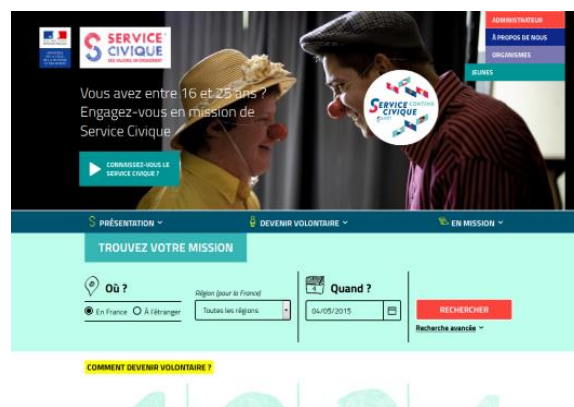 ADMINISTRATEUR
À PROPOS DE NOUS
ORGANISMES
JEUNES
SERVICE
CIVIQUE
Vous avez entre 16 et 25 ans ?
Engagez-vous en mission de
Service Civique
SERVICE CIVIQUE
CONNAISSEZ-VOUS LE
SERVICE CIVIQUE ?
PRÉSENTATION
DEVENIR VOLONTAIRE
EN MISSION
TROUVEZ VOTRE MISSION
Où ?
En France À l'étranger
Région (pour la France)
Toutes les régions
Quand ?
04/05/2015
RECHERCHER
Recherche avancée
COMMENT DEVENIR VOLONTAIRE ?